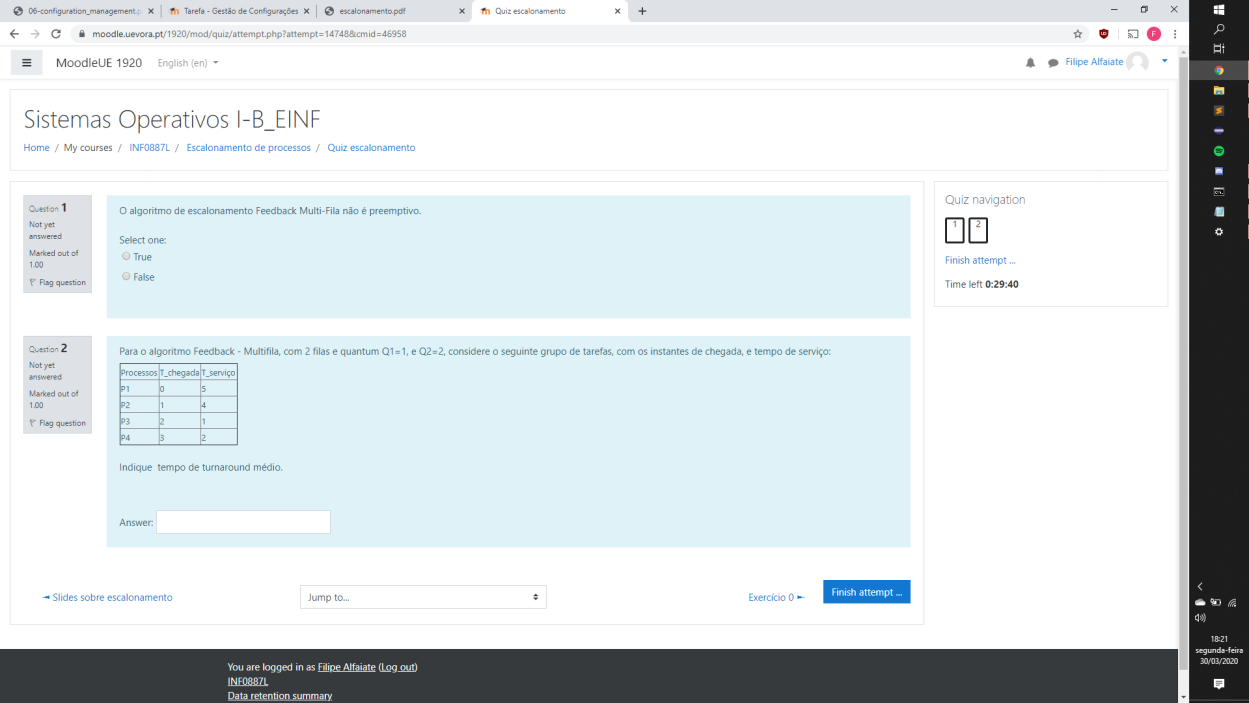 06-configuration_management.p
Tarefa - Gestão de Configurações
escalonamento.pdf
Quiz escalonamento
moodle.uevora.pt/1920/mod/quiz/attempt.php?attempt=14748&cmid=46958
MoodleUE 1920
English (en)
Filipe Alfaiate
Sistemas Operativos I-B_EINF
Home / My courses / INF0887L / Escalonamento de processos / Quiz escalonamento
Question 1
Not yet
answered
Marked out of
1.00
Flag question
O algoritmo de escalonamento Feedback Multi-Fila não é preemptivo.
Select one:
True
False
Question 2
Not yet
answered
Marked out of
1.00
Flag question
Para o algoritmo Feedback - Multifila, com 2 filas e quantum Q1=1, e Q2=2, considere o seguinte grupo de tarefas, com os instantes de chegada, e tempo de serviço:
Processos T_chegada T_serviço
P1 0 5
P2 1 4
P3 2 1
P4 3 2
Indique tempo de turnaround médio.
Answer:
Quiz navigation
1 2
Finish attempt ...
Time left 0:29:40
◄ Slides sobre escalonamento
Jump to...
Exercício 0 ►
Finish attempt ...
You are logged in as Filipe Alfaiate (Log out)
INF0887L
Data retention summary
18:21
segunda-feira
30/03/2020